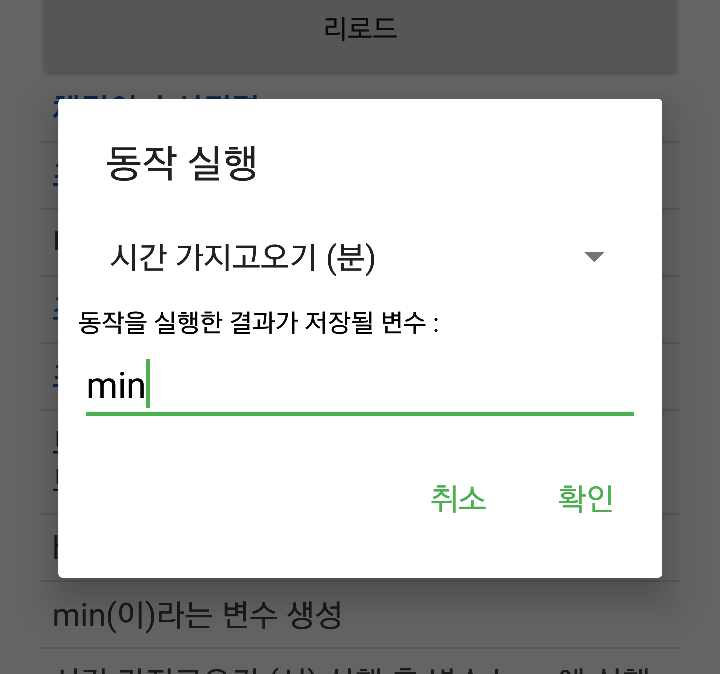 리로드
동작 실행
시간 가지고오기 (분)
동작을 실행한 결과가 저장될 변수 :
min
취소 확인
min(이)라는 변수 생성